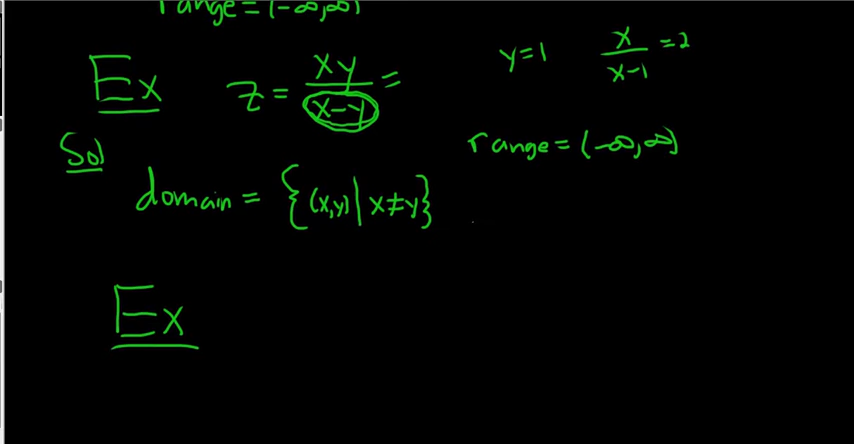 range = (-∞,∞)
Ex z = xy / x-y =
y=1 x / x-1 = 2
Sol
range = (-∞,∞)
domain = {(x,y) | x≠y}
Ex